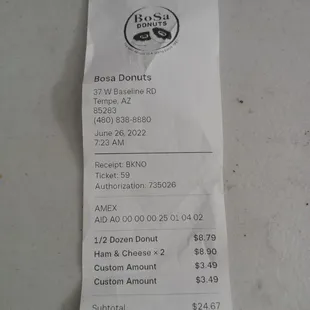 BoSa
DONUTS
Bosa Donuts
37 W Baseline RD
Tempe, AZ
85283
(480) 838-8880
June 26, 2022
7:23 AM
Receipt: BKNO
Ticket: 59
Authorization: 735026
AMEX
AID A0 00 00 00 25 01 04 02
1/2 Dozen Donut $8.79
Ham & Cheese × 2 $8.90
Custom Amount $3.49
Custom Amount $3.49
Subtotal $24.67